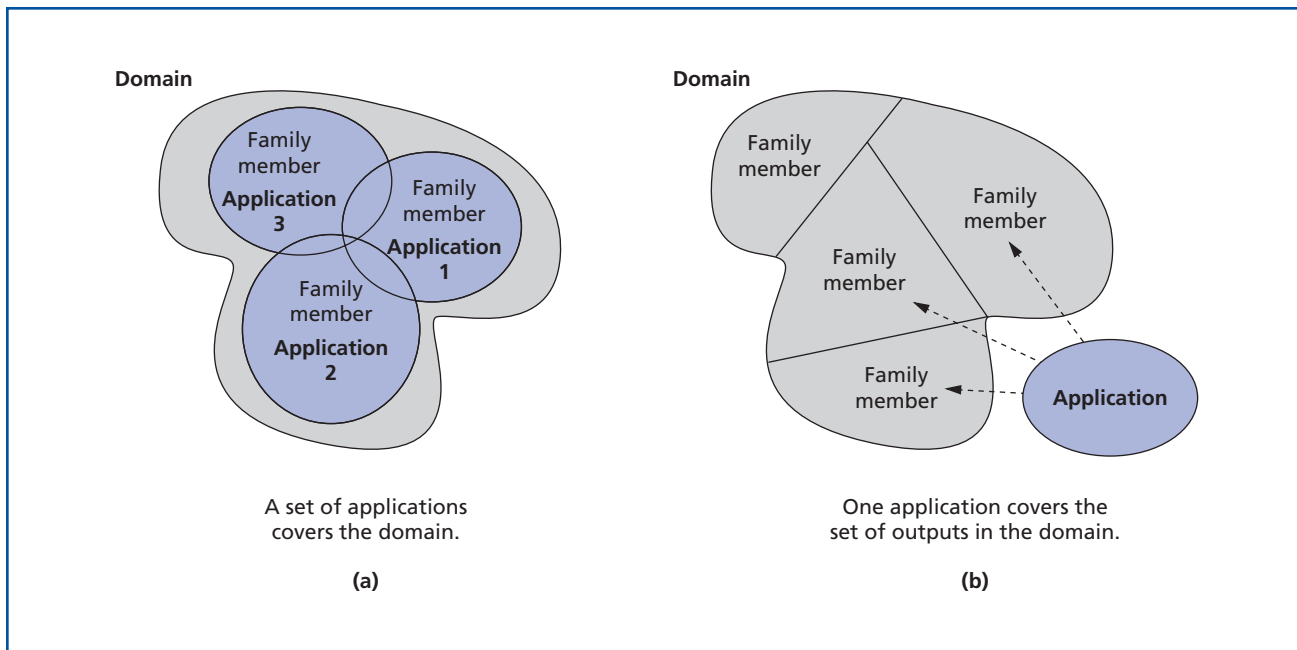 Domain
Family
member
Application
3
Family
member
Application
1
Family
member
Application
2
A set of applications
covers the domain.
(a)
Domain
Family
member
Family
member
Family
member
Family
member
Application
One application covers the
set of outputs in the domain.
(b)